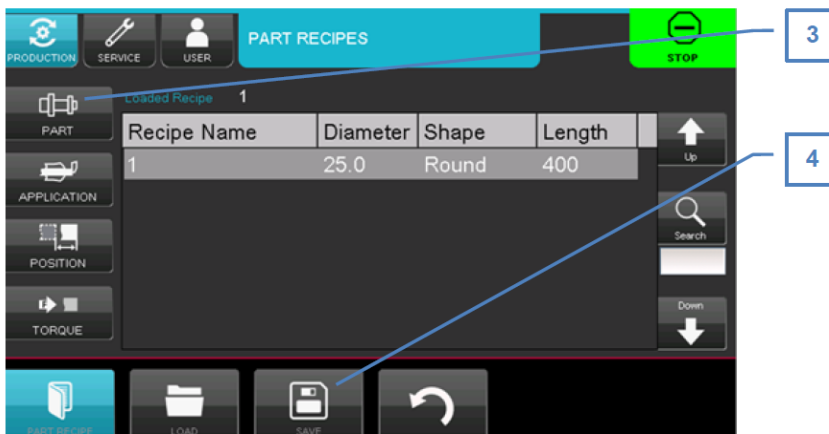 PRODUCTION
SERVICE
USER
PART RECIPES
STOP
3
PART
Loaded Recipe 1
Recipe Name Diameter Shape Length
1 25.0 Round 400
Up
4
APPLICATION
Search
POSITION
Down
TORQUE
PART RECIPE
LOAD
SAVE